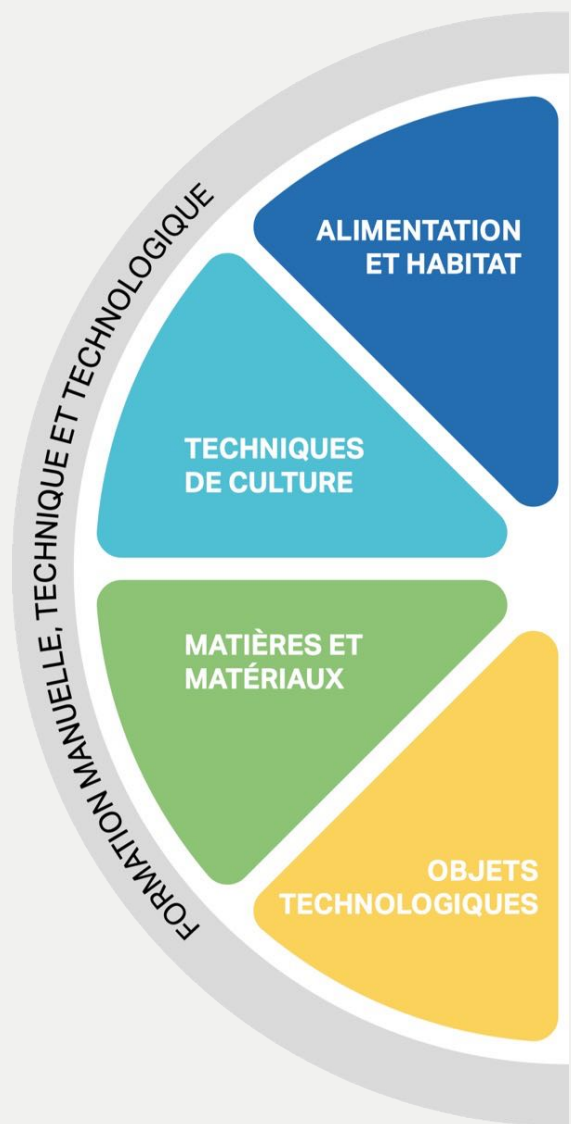 FORMATION MANUELLE, TECHNIQUE ET TECHNOLOGIQUE
ALIMENTATION
ET HABITAT
TECHNIQUES
DE CULTURE
MATIÈRES ET
MATÉRIAUX
OBJETS
TECHNOLOGIQUES